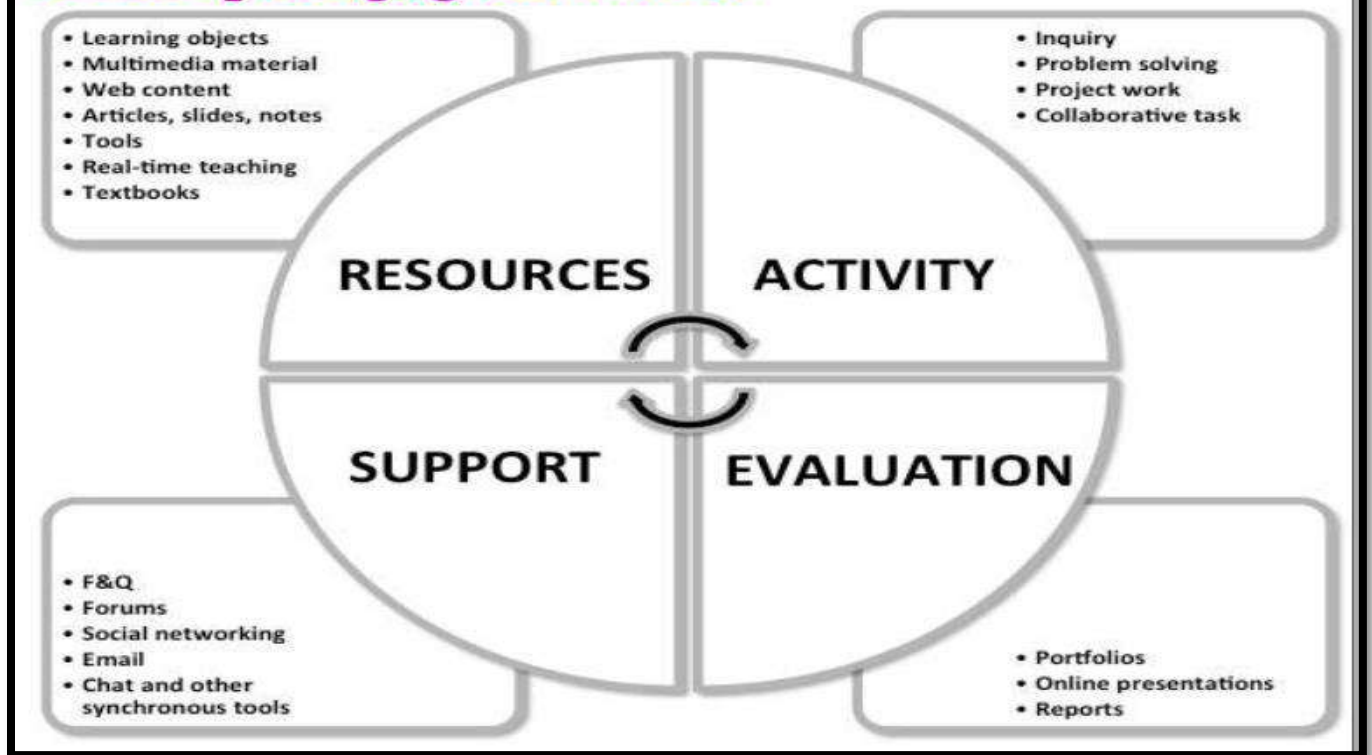 • Learning objects
• Multimedia material
• Web content
• Articles, slides, notes
• Tools
• Real-time teaching
• Textbooks
• Inquiry
• Problem solving
• Project work
• Collaborative task
RESOURCES
ACTIVITY
SUPPORT
EVALUATION
• F&Q
• Forums
• Social networking
• Email
• Chat and other
synchronous tools
• Portfolios
• Online presentations
• Reports